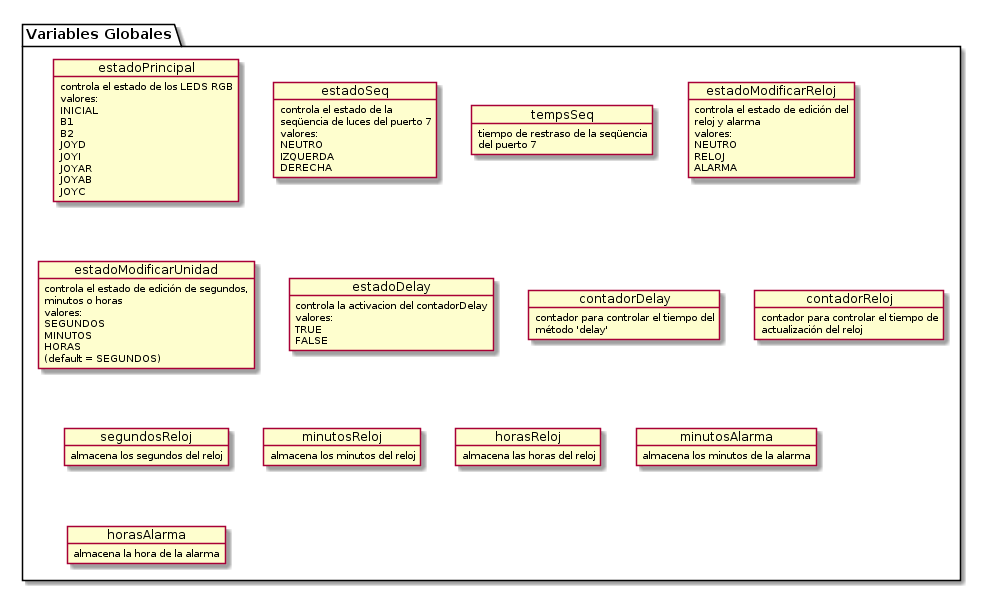 Variables Globales
estadoPrincipal
controla el estado de los LEDS RGB
valores:
INICIAL
B1
B2
JOYD
JOYI
JOYAR
JOYAB
JOYC
estadoSeq
controla el estado de la
seqüencia de luces del puerto 7
valores:
NEUTRO
IZQUERDA
DERECHA
tempsSeq
tiempo de restraso de la seqüencia
del puerto 7
estadoModificarReloj
controla el estado de edición del
reloj y alarma
valores:
NEUTRO
RELOJ
ALARMA
estadoModificarUnidad
controla el estado de edición de segundos,
minutos o horas
valores:
SEGUNDOS
MINUTOS
HORAS
(default = SEGUNDOS)
estadoDelay
controla la activacion del contadorDelay
valores:
TRUE
FALSE
contadorDelay
contador para controlar el tiempo del
método 'delay'
contadorReloj
contador para controlar el tiempo de
actualización del reloj
segundosReloj
almacena los segundos del reloj
minutosReloj
almacena los minutos del reloj
horasReloj
almacena las horas del reloj
minutosAlarma
almacena los minutos de la alarma
horasAlarma
almacena la hora de la alarma